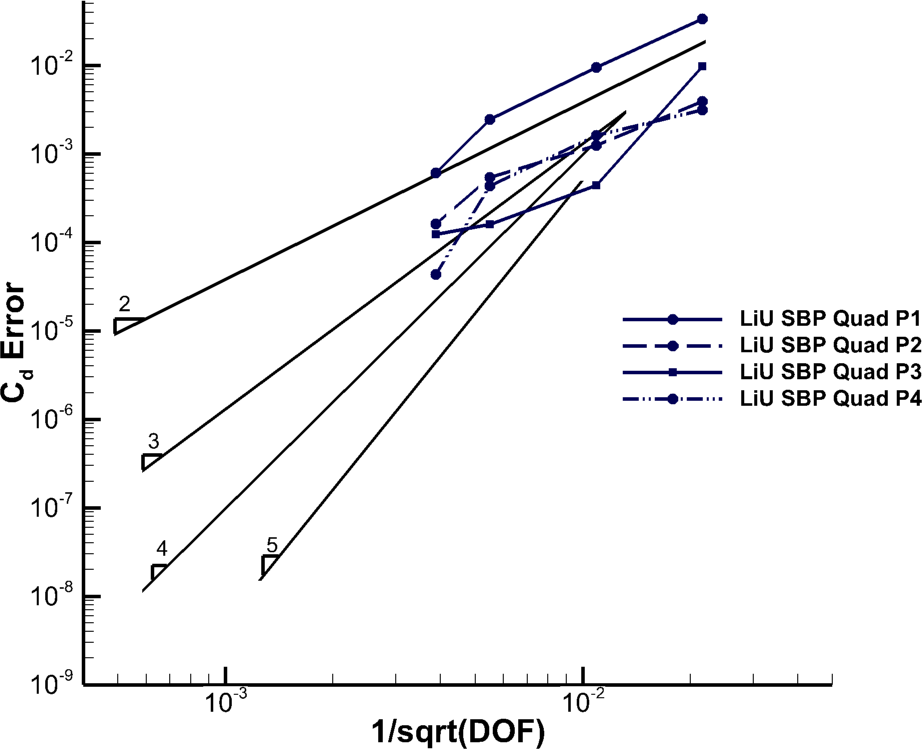 10-2
10-3
10-4
10-5
10-6
10-7
10-8
10-9
Cd Error
2
3
4
5
LiU SBP Quad P1
LiU SBP Quad P2
LiU SBP Quad P3
LiU SBP Quad P4
10-3
10-2
1/sqrt(DOF)